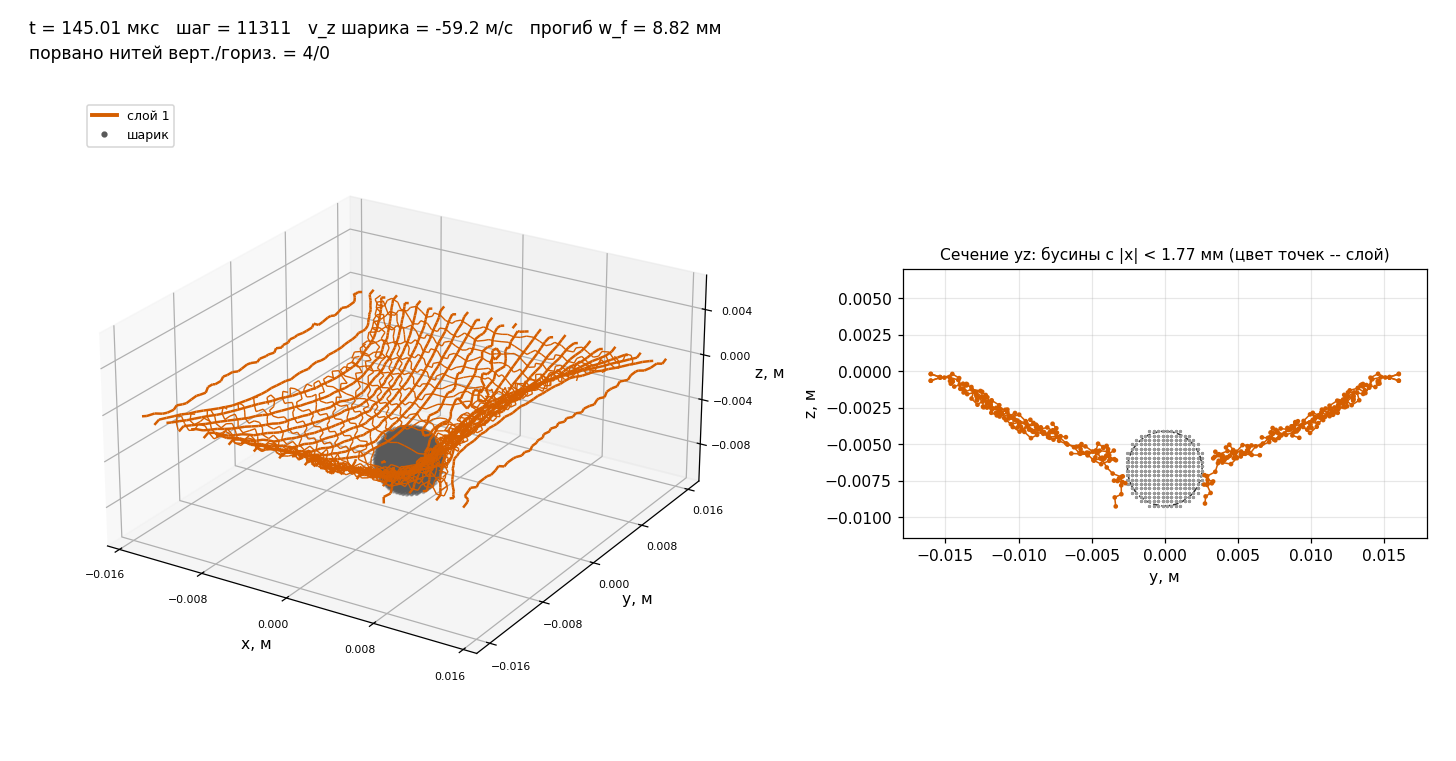 t = 145.01 мкс   шаг = 11311   v_z шарика = -59.2 м/с   прогиб w_f = 8.82 мм
порвано нитей верт./гориз. = 4/0
слой 1
шарик
0.004
0.000
z, м
−0.004
−0.008
0.016
0.008
0.000
y, м
−0.008
−0.016
−0.016
−0.008
0.000
x, м
0.008
0.016
Сечение yz: бусины с |x| < 1.77 мм (цвет точек -- слой)
0.0050
0.0025
0.0000
−0.0025
z, м
−0.0050
−0.0075
−0.0100
−0.015 −0.010 −0.005 0.000 0.005 0.010 0.015
y, м